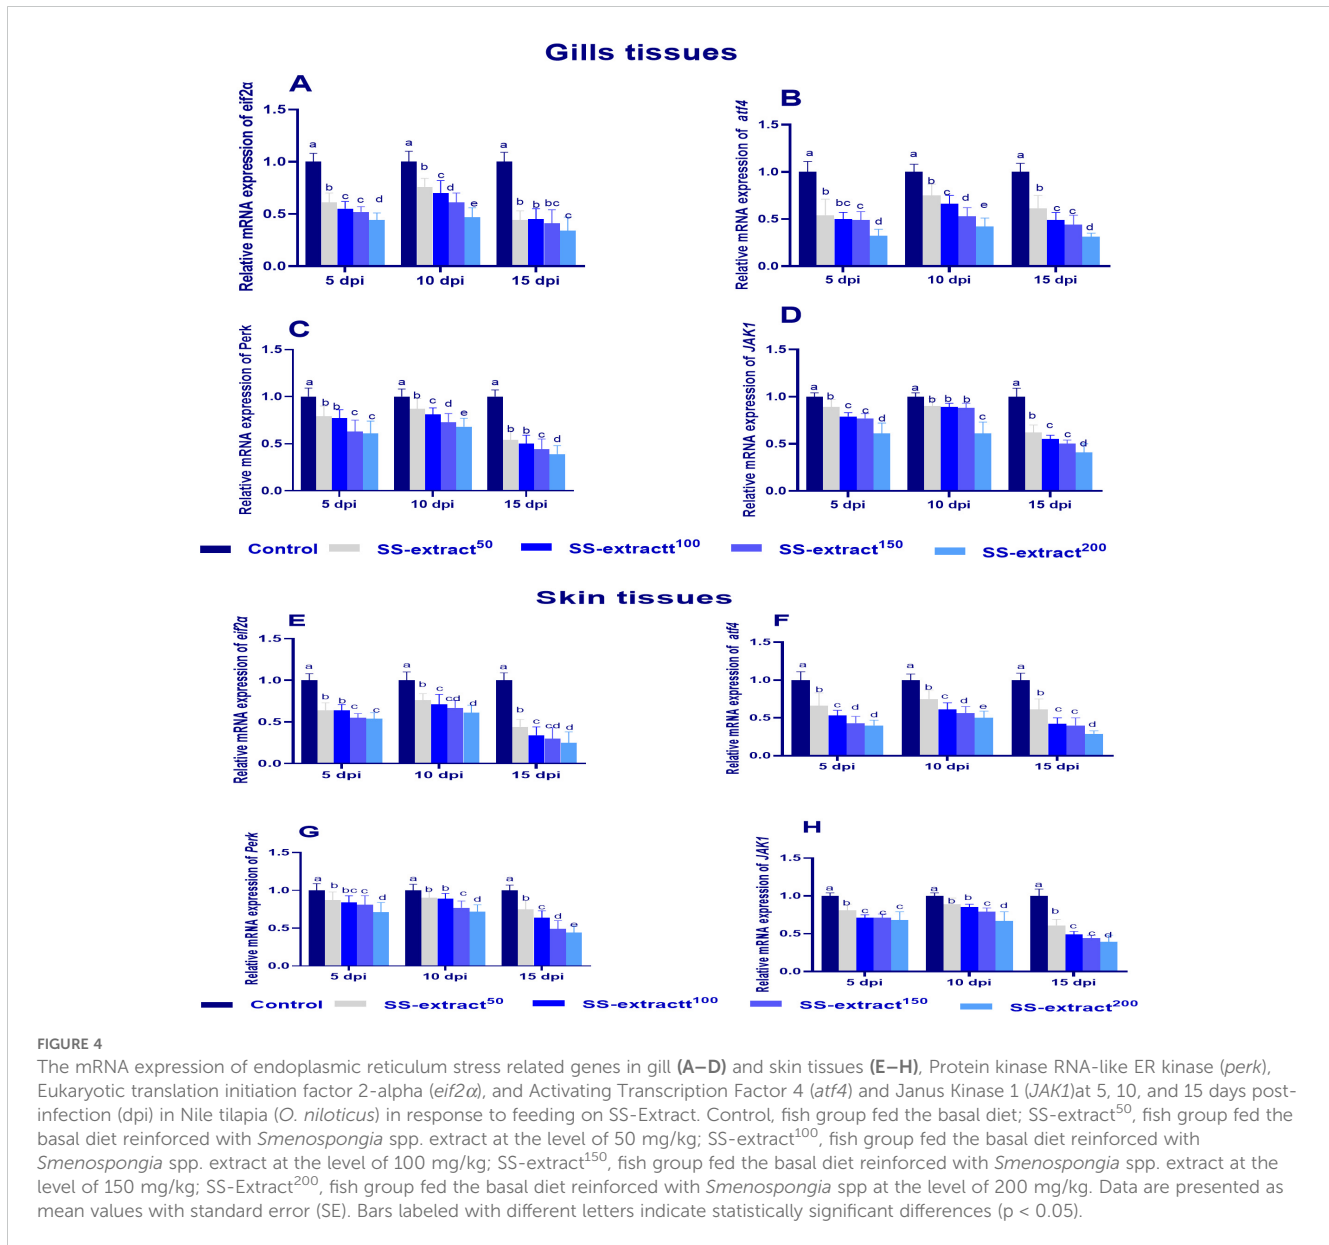 Gills tissues
A
Relative mRNA expression of eif2α
1.5
1.0
0.5
0.0
a b c c d
a b c d e
a b b bc c
5 dpi 10 dpi 15 dpi
B
Relative mRNA expression of atf4
1.5
1.0
0.5
0.0
a b bc c d
a b c d e
a b c c d
5 dpi 10 dpi 15 dpi
C
Relative mRNA expression of Perk
1.5
1.0
0.5
0.0
a b b c c
a b c d e
a b b c d
5 dpi 10 dpi 15 dpi
D
Relative mRNA expression of JAK1
1.5
1.0
0.5
0.0
a b c c d
a b b b c
a b c c d
5 dpi 10 dpi 15 dpi
Control SS-extract50 SS-extractt100 SS-extract150 SS-extract200
Skin tissues
E
Relative mRNA expression of eif2α
1.5
1.0
0.5
0.0
a b b c c
a b c cd d
a b c cd d
5 dpi 10 dpi 15 dpi
F
Relative mRNA expression of atf4
1.5
1.0
0.5
0.0
a b c d d
a b c d e
a b c c d
5 dpi 10 dpi 15 dpi
G
Relative mRNA expression of Perk
1.5
1.0
0.5
0.0
a b bc c d
a b b c d
a b c d e
5 dpi 10 dpi 15 dpi
H
Relative mRNA expression of JAK1
1.5
1.0
0.5
0.0
a b c c c
a b b c d
a b c c d
5 dpi 10 dpi 15 dpi
Control SS-extract50 SS-extractt100 SS-extract150 SS-extract200
FIGURE 4
The mRNA expression of endoplasmic reticulum stress related genes in gill (A–D) and skin tissues (E–H), Protein kinase RNA-like ER kinase (perk),
Eukaryotic translation initiation factor 2-alpha (eif2α), and Activating Transcription Factor 4 (atf4) and Janus Kinase 1 (JAK1)at 5, 10, and 15 days post-
infection (dpi) in Nile tilapia (O. niloticus) in response to feeding on SS-Extract. Control, fish group fed the basal diet; SS-extract50, fish group fed the
basal diet reinforced with Smenospongia spp. extract at the level of 50 mg/kg; SS-extract100, fish group fed the basal diet reinforced with
Smenospongia spp. extract at the level of 100 mg/kg; SS-extract150, fish group fed the basal diet reinforced with Smenospongia spp. extract at the
level of 150 mg/kg; SS-Extract200, fish group fed the basal diet reinforced with Smenospongia spp at the level of 200 mg/kg. Data are presented as
mean values with standard error (SE). Bars labeled with different letters indicate statistically significant differences (p < 0.05).